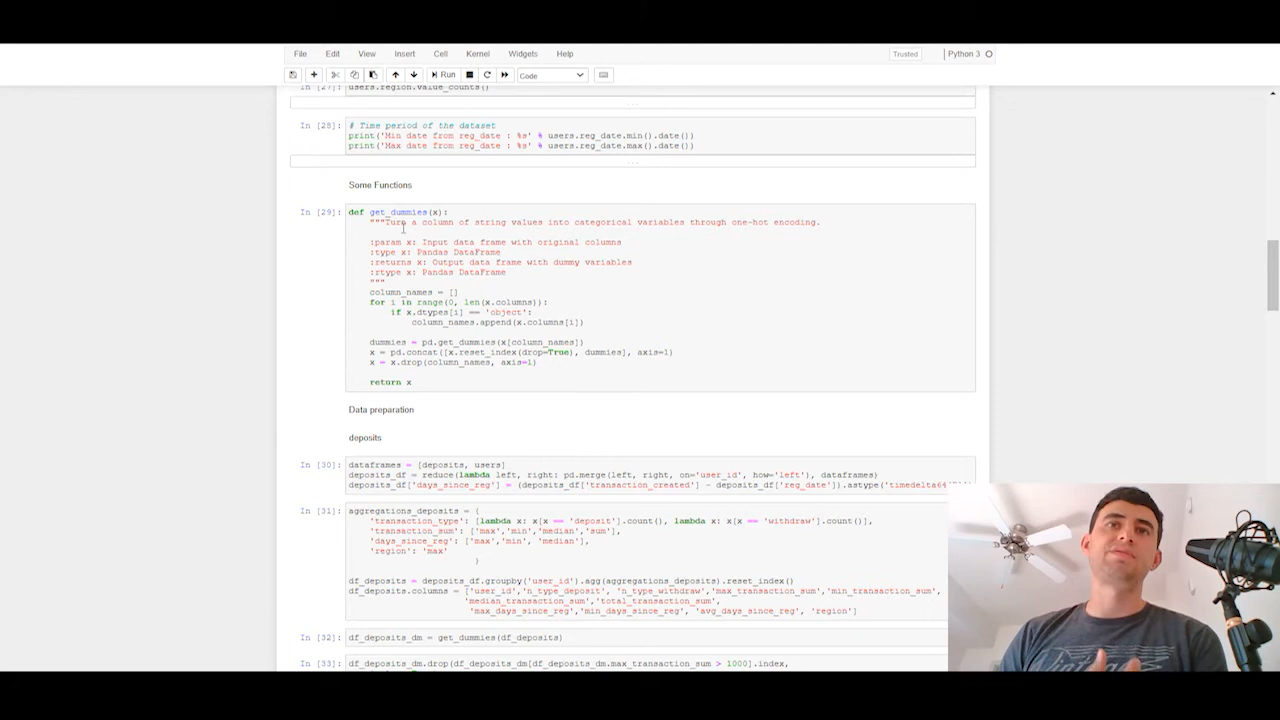 File Edit View Insert Cell Kernel Widgets Help Trusted Python 3
Run Code
In [27]: users.region.value_counts()
...
In [28]: # Time period of the dataset
print('Min date from reg_date : %s' % users.reg_date.min().date())
print('Max date from reg_date : %s' % users.reg_date.max().date())
...
Some Functions
In [29]: def get_dummies(x):
"""Turn a column of string values into categorical variables through one-hot encoding.
:param x: Input data frame with original columns
:type x: Pandas DataFrame
:returns x: Output data frame with dummy variables
:rtype x: Pandas DataFrame
"""
column_names = []
for i in range(0, len(x.columns)):
if x.dtypes[i] == 'object':
column_names.append(x.columns[i])
dummies = pd.get_dummies(x[column_names])
x = pd.concat([x.reset_index(drop=True), dummies], axis=1)
x = x.drop(column_names, axis=1)
return x
Data preparation
deposits
In [30]: dataframes = [deposits, users]
deposits_df = reduce(lambda left, right: pd.merge(left, right, on='user_id', how='left'), dataframes)
deposits_df['days_since_reg'] = (deposits_df['transaction_created'] - deposits_df['reg_date']).astype('timedelta64
In [31]: aggregations_deposits = {
'transaction_type': [lambda x: x[x == 'deposit'].count(), lambda x: x[x == 'withdraw'].count()],
'transaction_sum': ['max','min','median','sum'],
'days_since_reg': ['max','min', 'median'],
'region': 'max'
}
df_deposits = deposits_df.groupby('user_id').agg(aggregations_deposits).reset_index()
df_deposits.columns = ['user_id','n_type_deposit', 'n_type_withdraw','max_transaction_sum','min_transaction_sum',
'median_transaction_sum','total_transaction_sum',
'max_days_since_reg','min_days_since_reg', 'avg_days_since_reg', 'region']
In [32]: df_deposits_dm = get_dummies(df_deposits)
In [33]: df_deposits_dm.drop(df_deposits_dm[df_deposits_dm.max_transaction_sum > 1000].index,